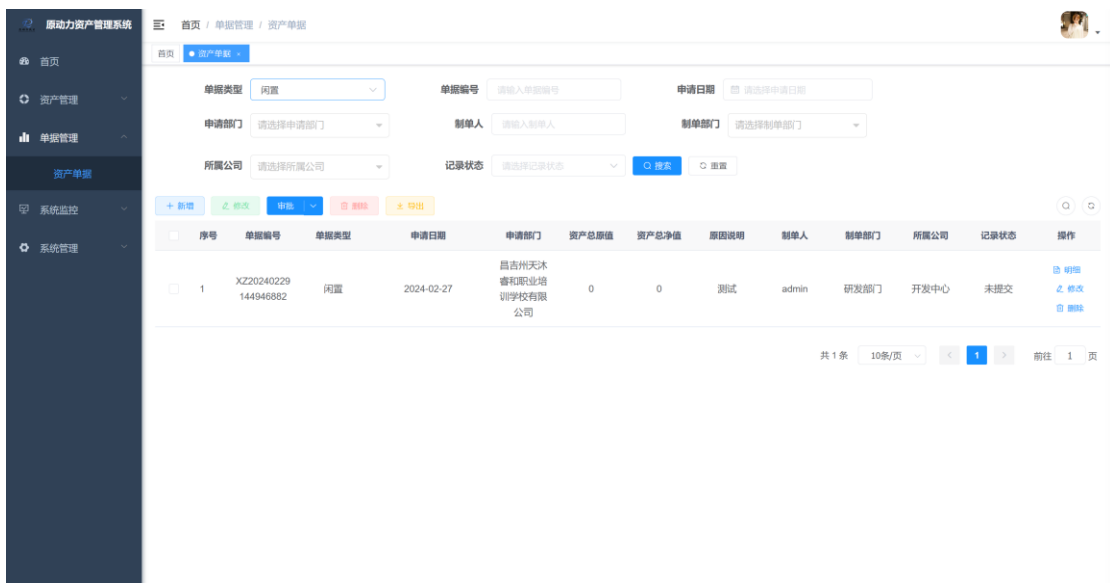 原动力资产管理系统
首页 / 单据管理 / 资产单据
首页
资产单据 ×
首页
资产管理
单据管理
资产单据
系统监控
系统管理
单据类型 闲置
单据编号 请输入单据编号
申请日期 请选择申请日期
申请部门 请选择申请部门
制单人 请输入制单人
制单部门 请选择制单部门
所属公司 请选择所属公司
记录状态 请选择记录状态
搜索
重置
+ 新增
修改
审批
删除
导出
序号 单据编号 单据类型 申请日期 申请部门 资产总原值 资产总净值 原因说明 制单人 制单部门 所属公司 记录状态 操作
1
XZ20240229
144946882
闲置
2024-02-27
昌吉州天沐
睿和职业培
训学校有限
公司
0
0
测试
admin
研发部门
开发中心
未提交
明细
修改
删除
共 1 条 10条/页 < 1 > 前往 1 页